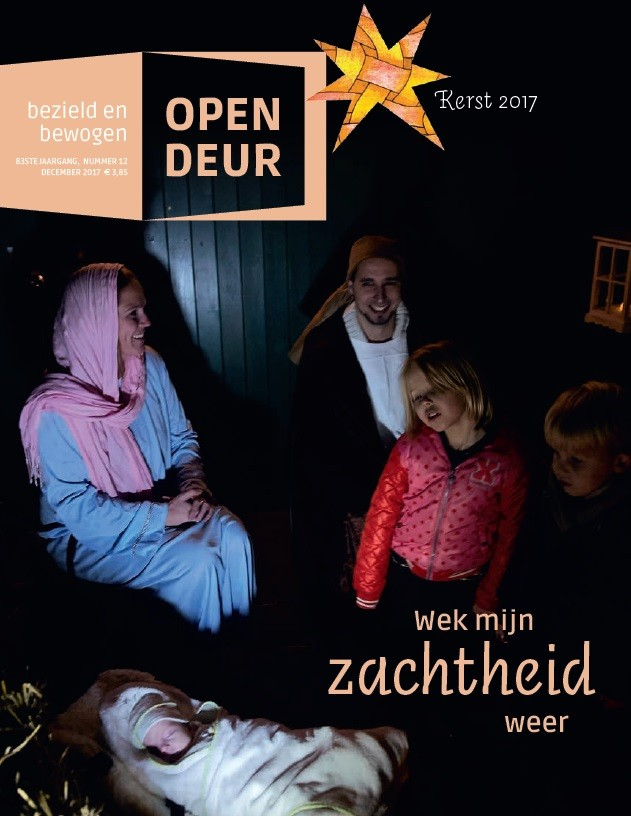 bezield en
bewogen
83STE JAARGANG, NUMMER 12
DECEMBER 2017 € 3,85
OPEN
DEUR
Kerst 2017
Wek mijn
zachtheid
weer